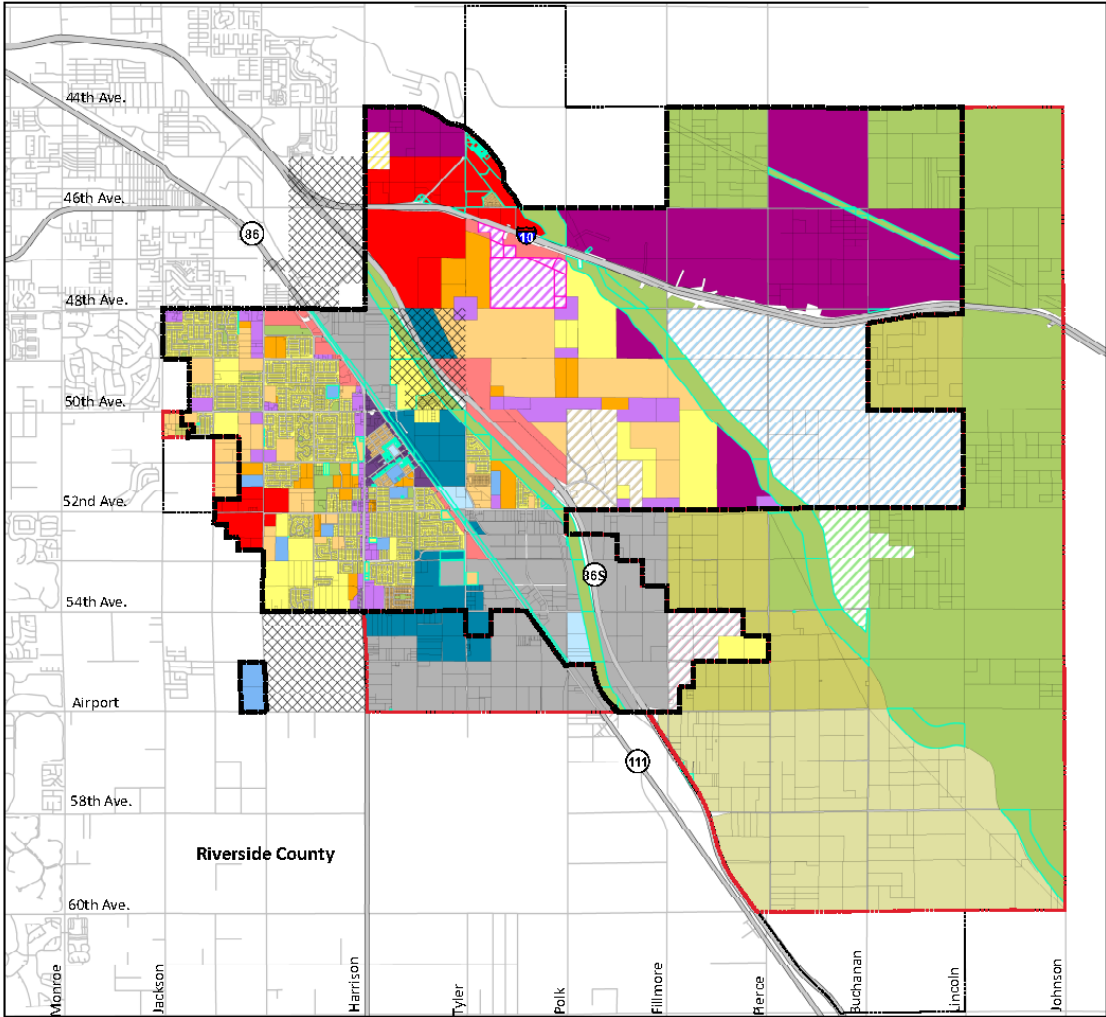 44th Ave.
46th Ave.
86
10
48th Ave.
50th Ave.
52nd Ave.
86S
54th Ave.
Airport
111
58th Ave.
Riverside County
60th Ave.
Monroe
Jackson
Harrison
Tyler
Polk
Fillmore
Pierce
Buchanan
Lincoln
Johnson